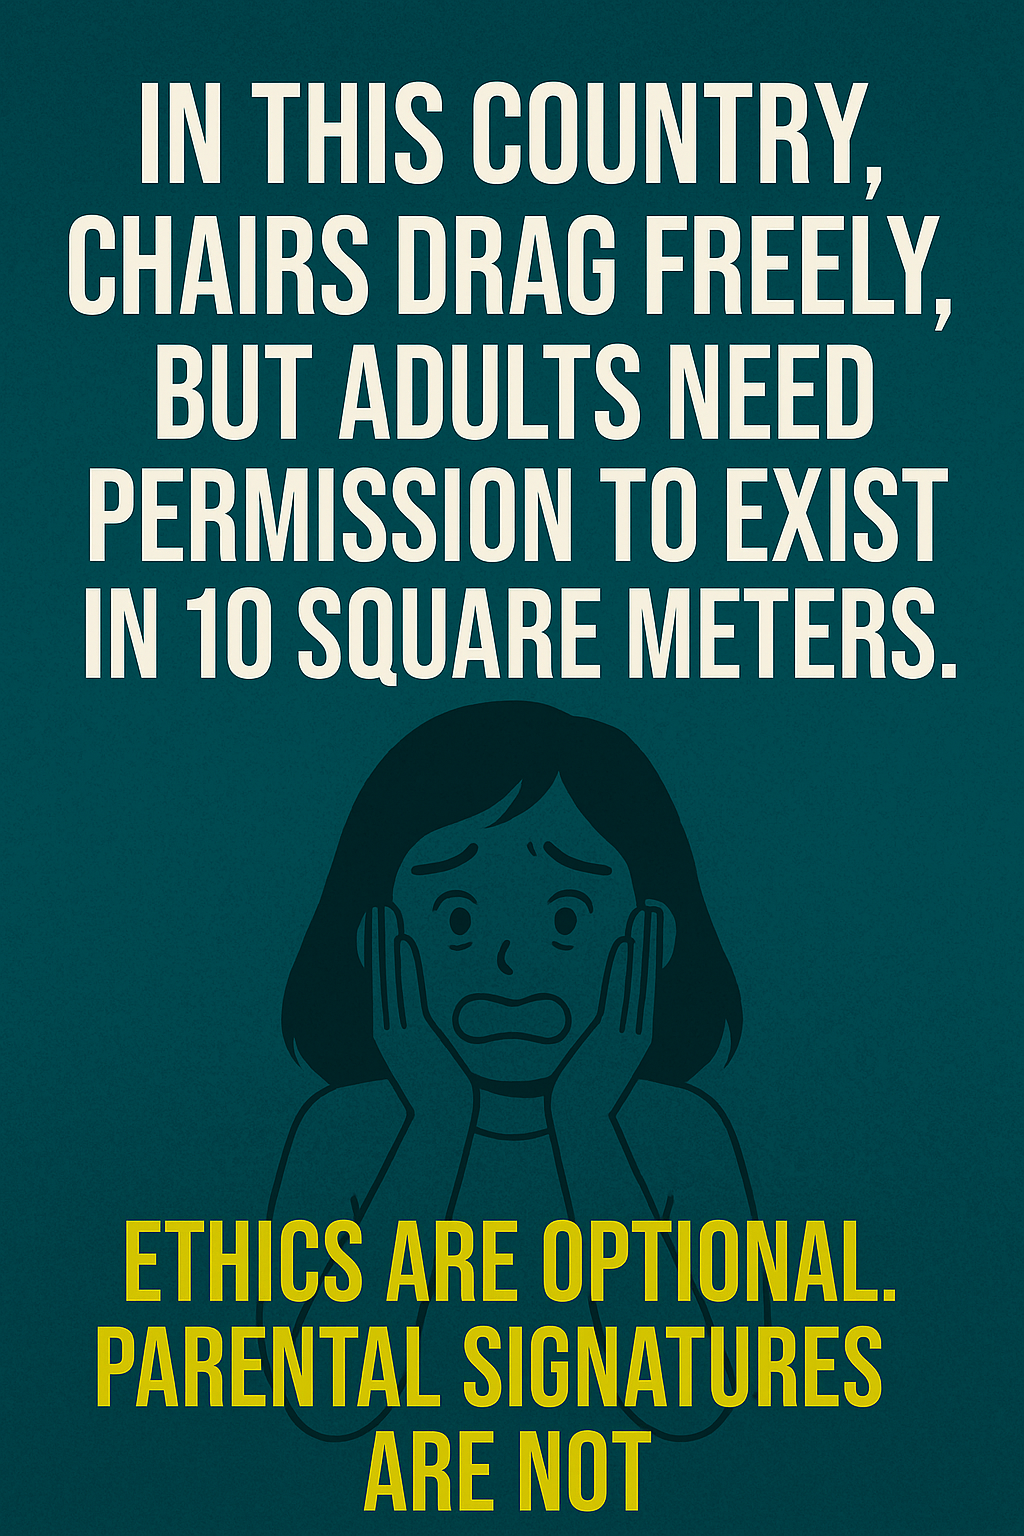 IN THIS COUNTRY,
CHAIRS DRAG FREELY,
BUT ADULTS NEED
PERMISSION TO EXIST
IN 10 SQUARE METERS.
ETHICS ARE OPTIONAL.
PARENTAL SIGNATURES
ARE NOT